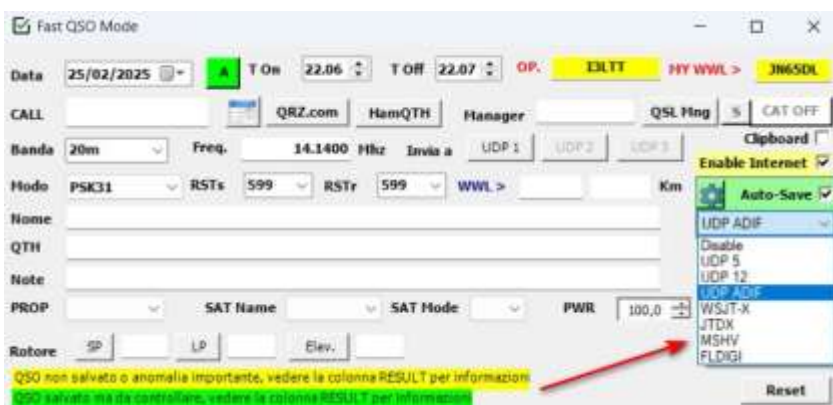 Fast QSO Mode
Data 25/02/2025 A T On 22.06 T Off 22.07 OP. I3LTT MY WWL > JN65DL
CALL QRZ.com HamQTH Manager QSL Mng S CAT OFF
Clipboard
Banda 20m Freq. 14.1400 Mhz Invia a UDP 1 UDP 2 UDP 3
Enable Internet
Modo PSK31 RSTs 599 RSTr 599 WWL > Km Auto-Save
Nome UDP ADIF
QTH Disable
UDP 5
Note UDP 12
UDP ADIF
PROP SAT Name SAT Mode PWR 100,0 WSJT-X
JTDX
Rotore SP LP Elev. MSHV
FLDIGI
QSO non salvato o anomalia importante, vedere la colonna RESULT per informazioni
QSO salvato ma da controllare, vedere la colonna RESULT per informazioni
Reset